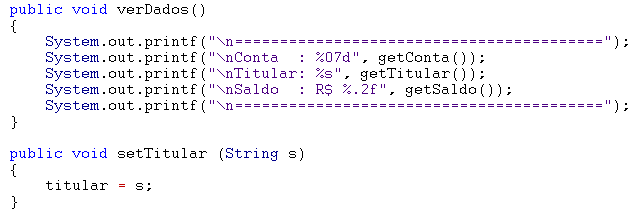 public void verDados()
{
    System.out.printf("\n=========================================");
    System.out.printf("\nConta  : %07d", getConta());
    System.out.printf("\nTitular: %s", getTitular());
    System.out.printf("\nSaldo  : R$ %.2f", getSaldo());
    System.out.printf("\n=========================================");
}
public void setTitular (String s)
{
    titular = s;
}